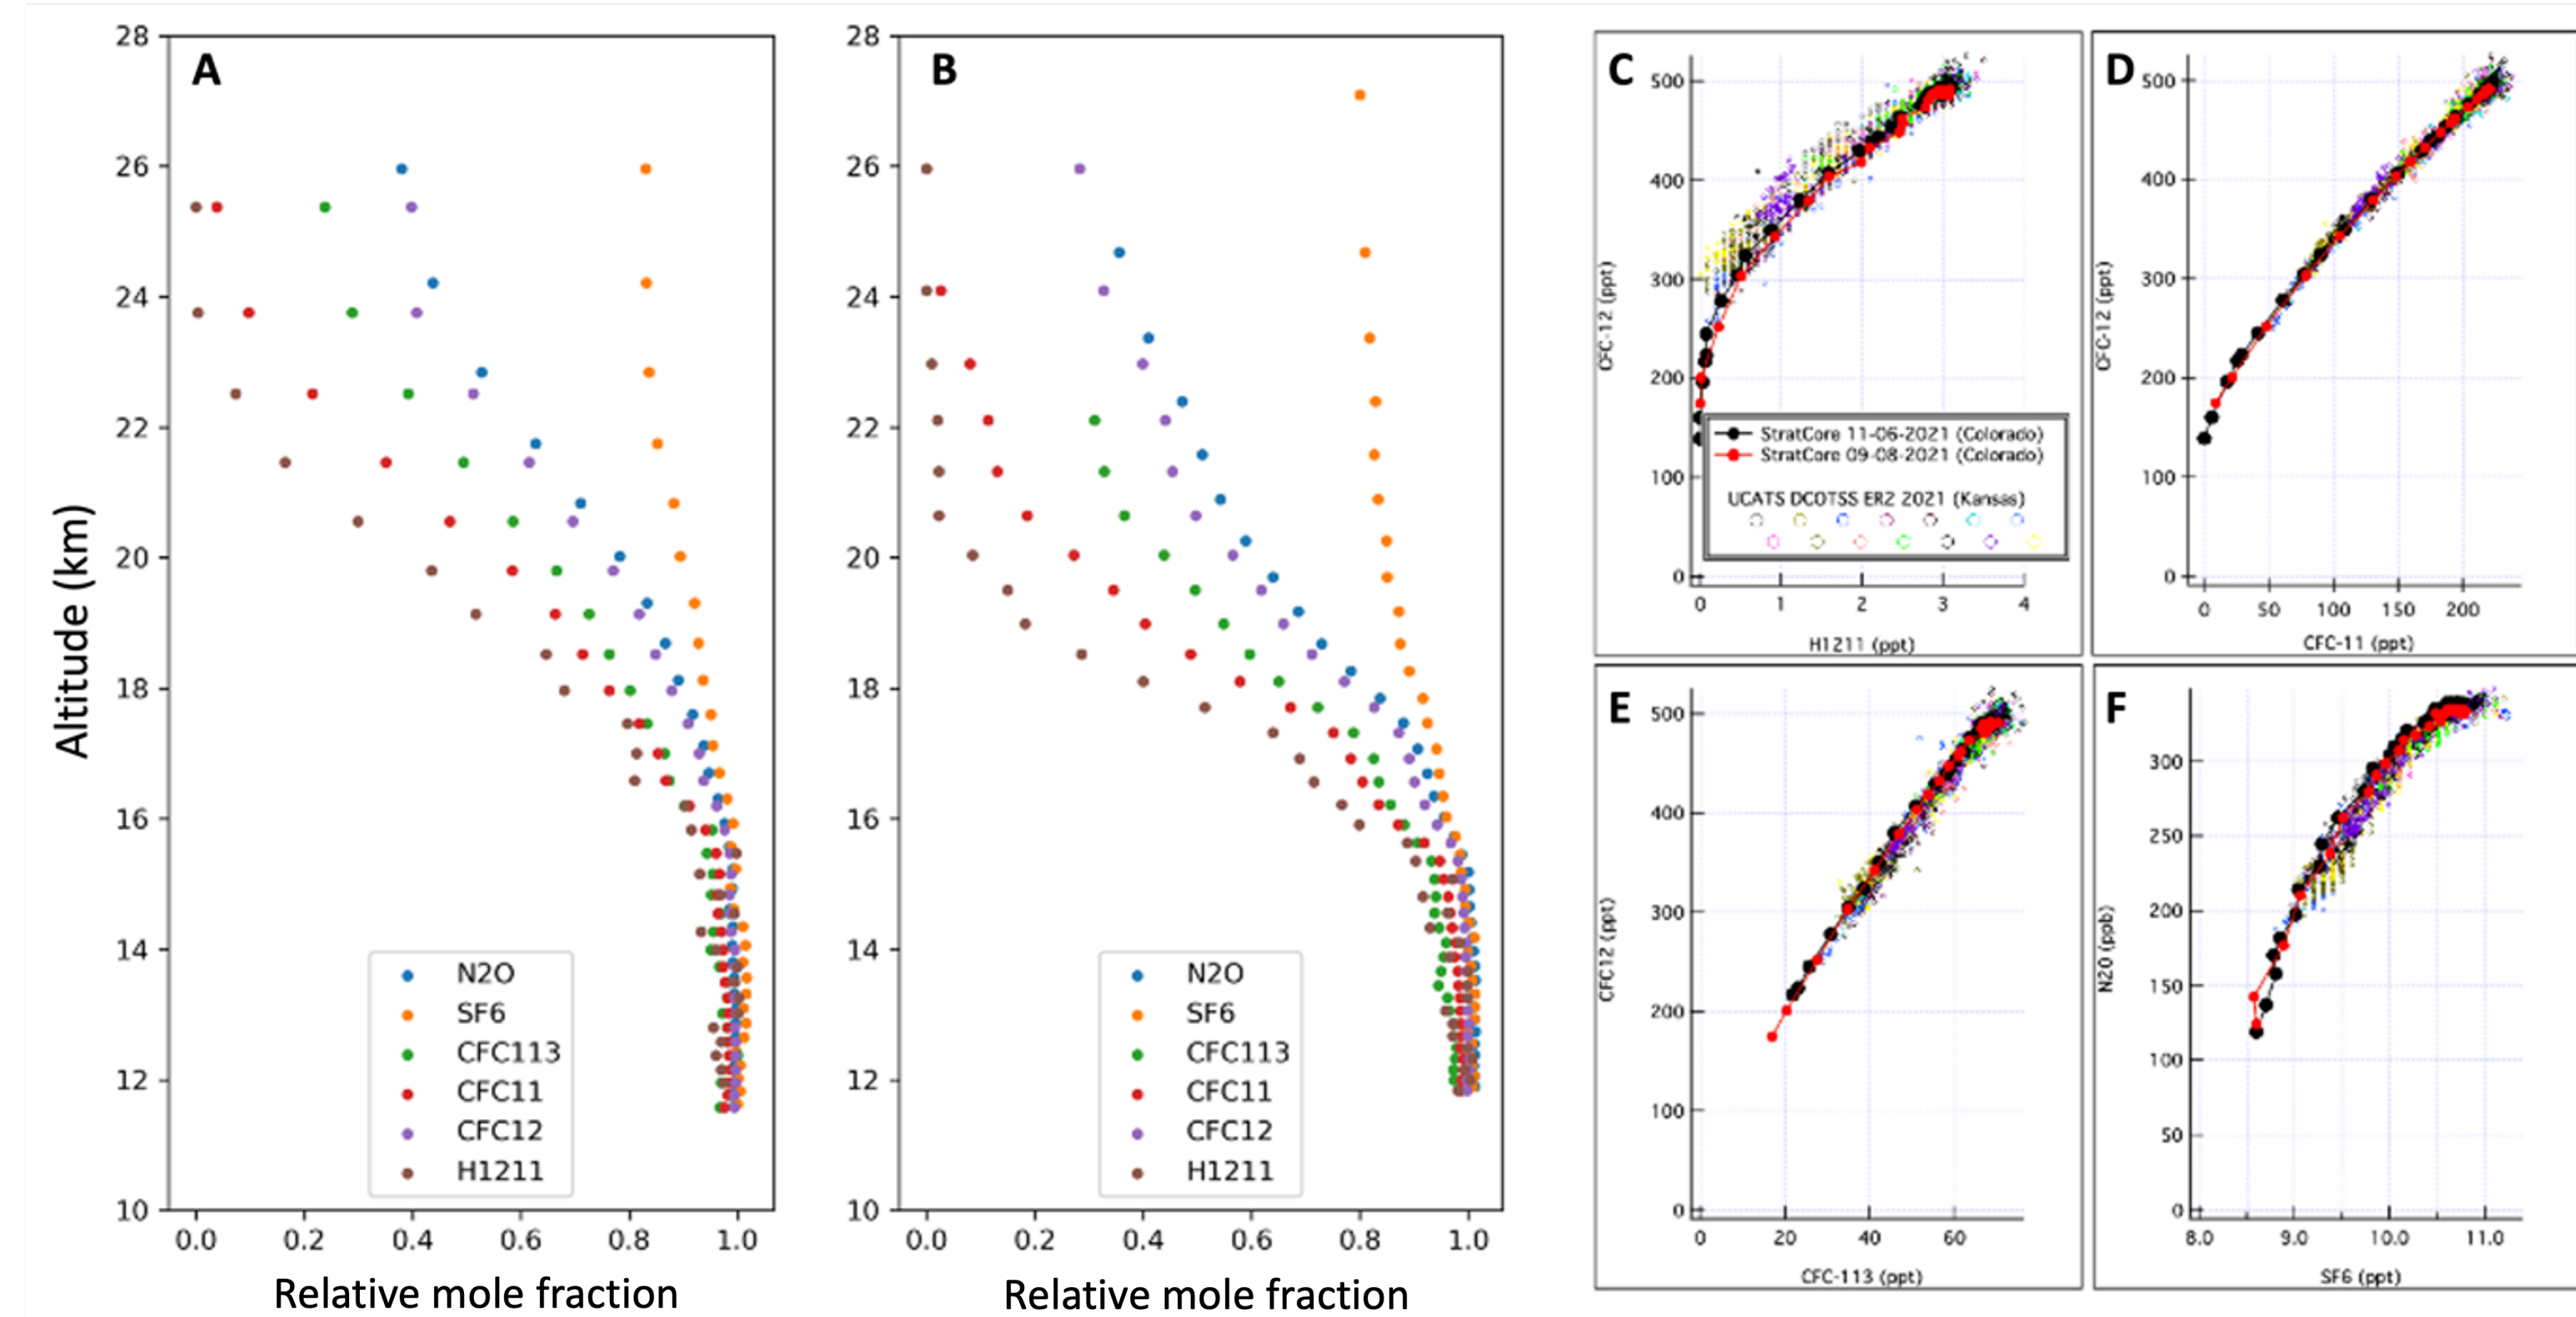 A
28
26
24
22
20
18
16
14
12
10
Altitude (km)
N2O
SF6
CFC113
CFC11
CFC12
H1211
0.0 0.2 0.4 0.6 0.8 1.0
Relative mole fraction
B
28
26
24
22
20
18
16
14
12
10
N2O
SF6
CFC113
CFC11
CFC12
H1211
0.0 0.2 0.4 0.6 0.8 1.0
Relative mole fraction
C
500
400
300
200
100
0
CFC-12 (ppt)
StratCore 11-06-2021 (Colorado)
StratCore 09-08-2021 (Colorado)
UCATS DCOTSS ER2 2021 (Kansas)
0 1 2 3 4
H1211 (ppt)
D
500
400
300
200
100
0
CFC-12 (ppt)
0 50 100 150 200
CFC-11 (ppt)
E
500
400
300
200
100
0
CFC12 (ppt)
0 20 40 60
CFC-113 (ppt)
F
300
250
200
150
100
50
0
N2O (ppb)
8.0 9.0 10.0 11.0
SF6 (ppt)